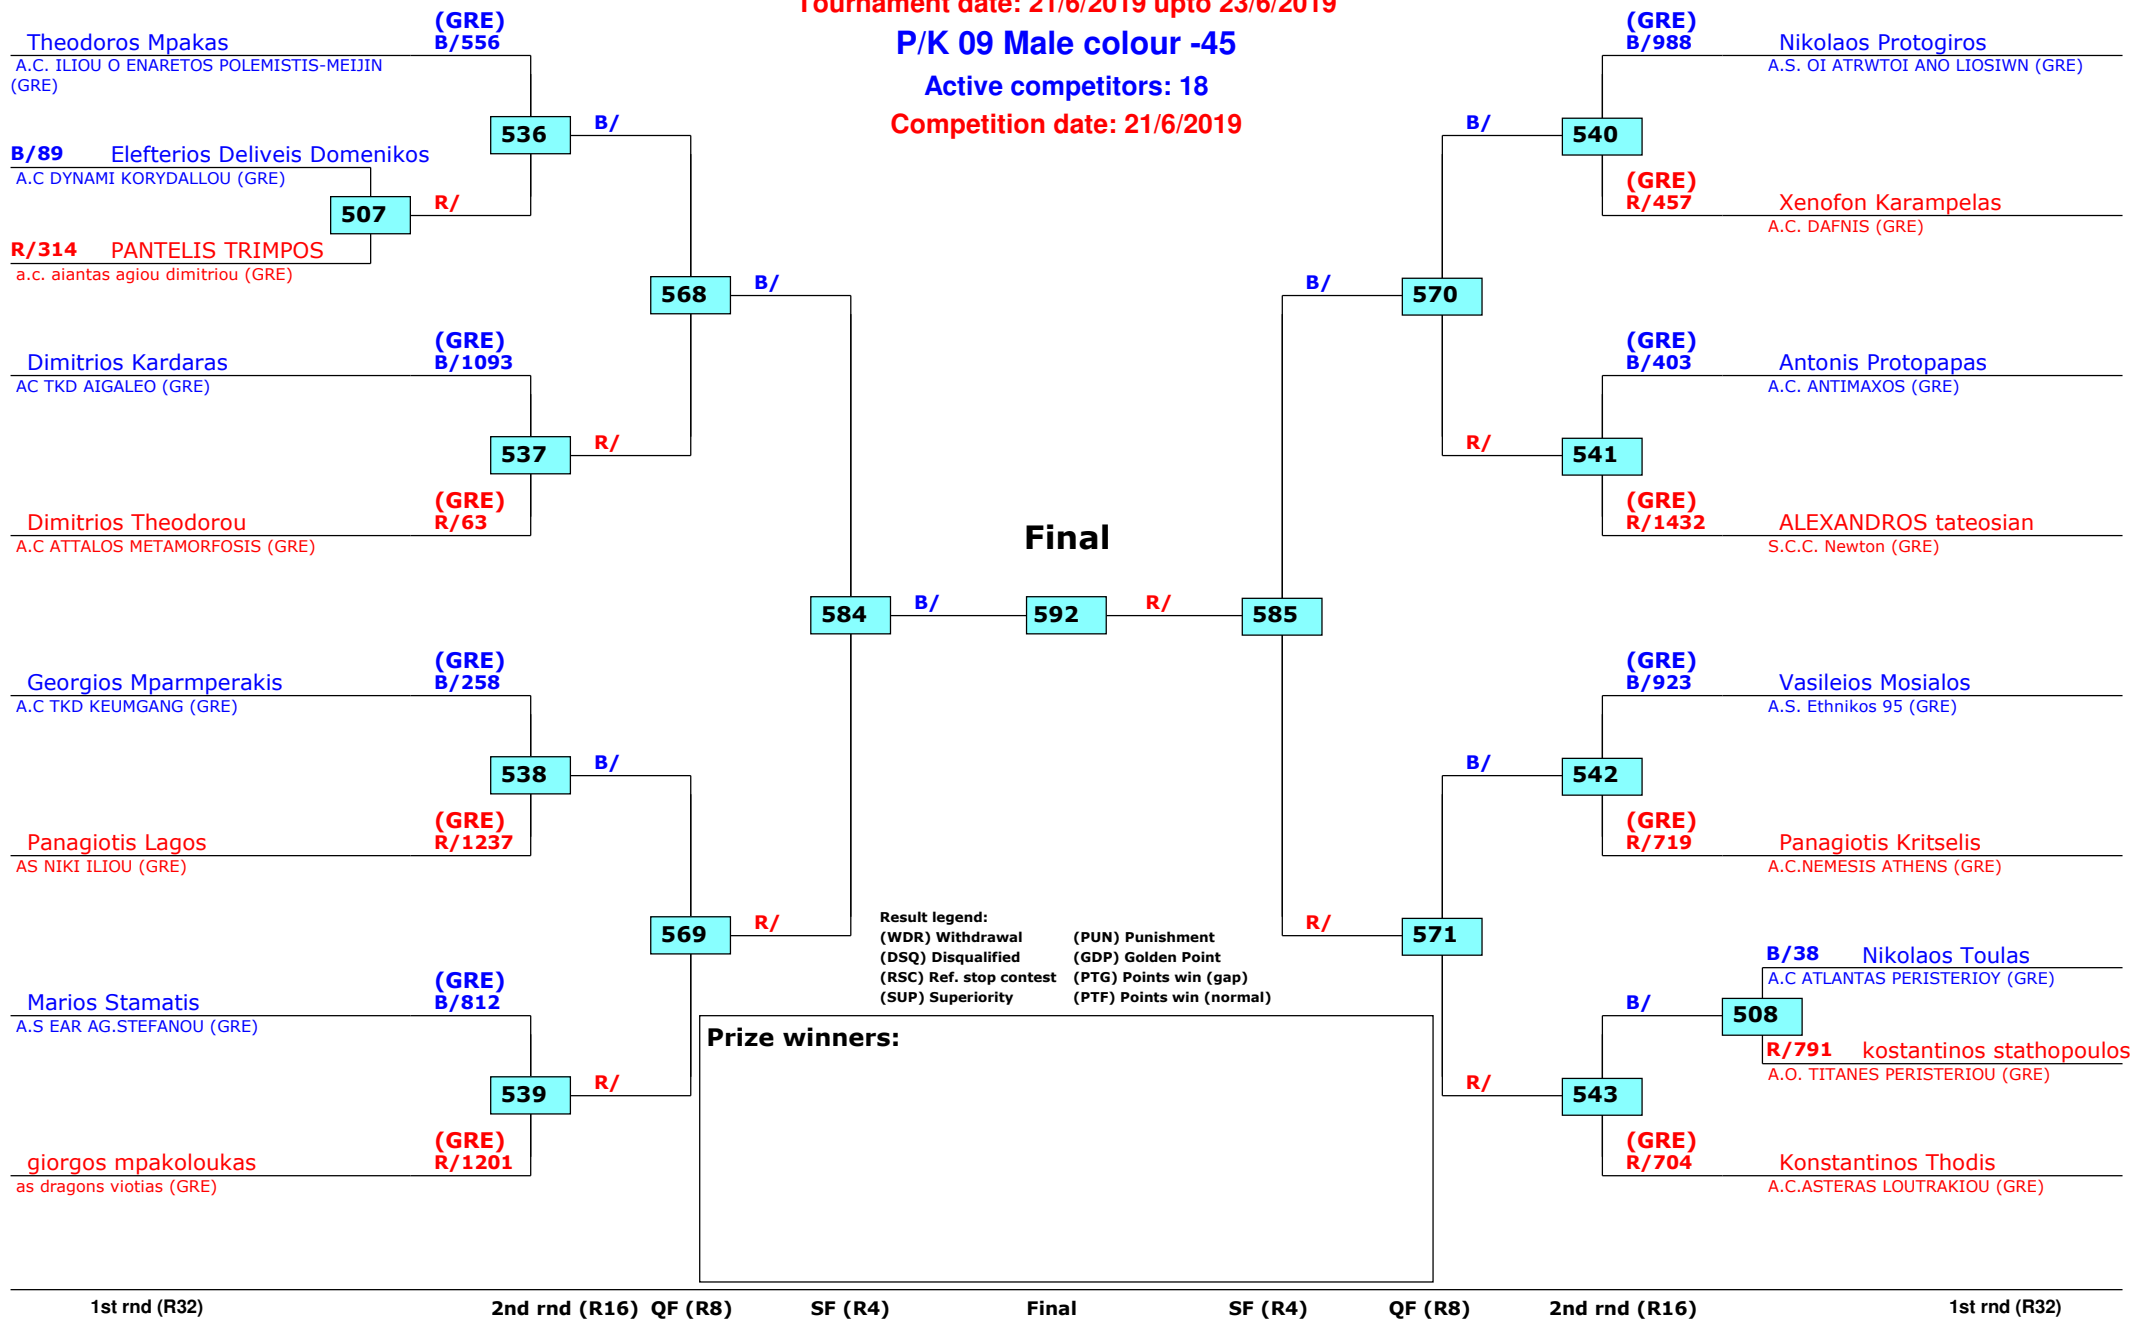 Tournament date: 21/6/2019 upto 23/6/2019
P/K 09 Male colour -45
Active competitors: 18
Competition date: 21/6/2019
(GRE)
Theodoros Mpakas B/556
A.C. ILIOU O ENARETOS POLEMISTIS-MEIJIN
(GRE)
536 B/
B/89 Elefterios Deliveis Domenikos
A.C DYNAMI KORYDALLOU (GRE)
507 R/
R/314 PANTELIS TRIMPOS
a.c. aiantas agiou dimitriou (GRE)
568 B/
(GRE)
Dimitrios Kardaras B/1093
AC TKD AIGALEO (GRE)
537 R/
(GRE)
Dimitrios Theodorou R/63
A.C ATTALOS METAMORFOSIS (GRE)
584 B/
(GRE)
Georgios Mparmperakis B/258
A.C TKD KEUMGANG (GRE)
538 B/
(GRE)
Panagiotis Lagos R/1237
AS NIKI ILIOU (GRE)
569 R/
(GRE)
Marios Stamatis B/812
A.S EAR AG.STEFANOU (GRE)
539 R/
(GRE)
giorgos mpakoloukas R/1201
as dragons viotias (GRE)
Final
592
(GRE)
B/988 Nikolaos Protogiros
A.S. OI ATRWTOI ANO LIOSIWN (GRE)
B/ 540
(GRE)
R/457 Xenofon Karampelas
A.C. DAFNIS (GRE)
B/ 570
(GRE)
B/403 Antonis Protopapas
A.C. ANTIMAXOS (GRE)
R/ 541
(GRE)
R/1432 ALEXANDROS tateosian
S.C.C. Newton (GRE)
R/ 585
(GRE)
B/923 Vasileios Mosialos
A.S. Ethnikos 95 (GRE)
B/ 542
(GRE)
R/719 Panagiotis Kritselis
A.C.NEMESIS ATHENS (GRE)
R/ 571
B/38 Nikolaos Toulas
A.C ATLANTAS PERISTERIOY (GRE)
B/ 508
R/791 kostantinos stathopoulos
A.O. TITANES PERISTERIOU (GRE)
R/ 543
(GRE)
R/704 Konstantinos Thodis
A.C.ASTERAS LOUTRAKIOU (GRE)
Result legend:
(WDR) Withdrawal (PUN) Punishment
(DSQ) Disqualified (GDP) Golden Point
(RSC) Ref. stop contest (PTG) Points win (gap)
(SUP) Superiority (PTF) Points win (normal)
Prize winners:
1st rnd (R32) 2nd rnd (R16) QF (R8) SF (R4) Final SF (R4) QF (R8) 2nd rnd (R16) 1st rnd (R32)